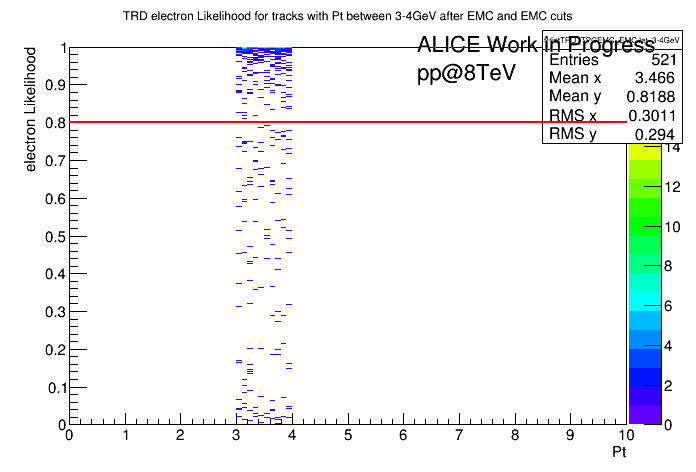 TRD electron Likelihood for tracks with Pt between 3-4GeV after EMC and EMC cuts
ALICE Work in Progress
pp@8TeV
Entries 521
Mean x 3.466
Mean y 0.8188
RMS x 0.3011
RMS y 0.294
electron Likelihood
1
0.9
0.8
0.7
0.6
0.5
0.4
0.3
0.2
0.1
0
0 1 2 3 4 5 6 7 8 9 10
Pt
14
12
10
8
6
4
2
0